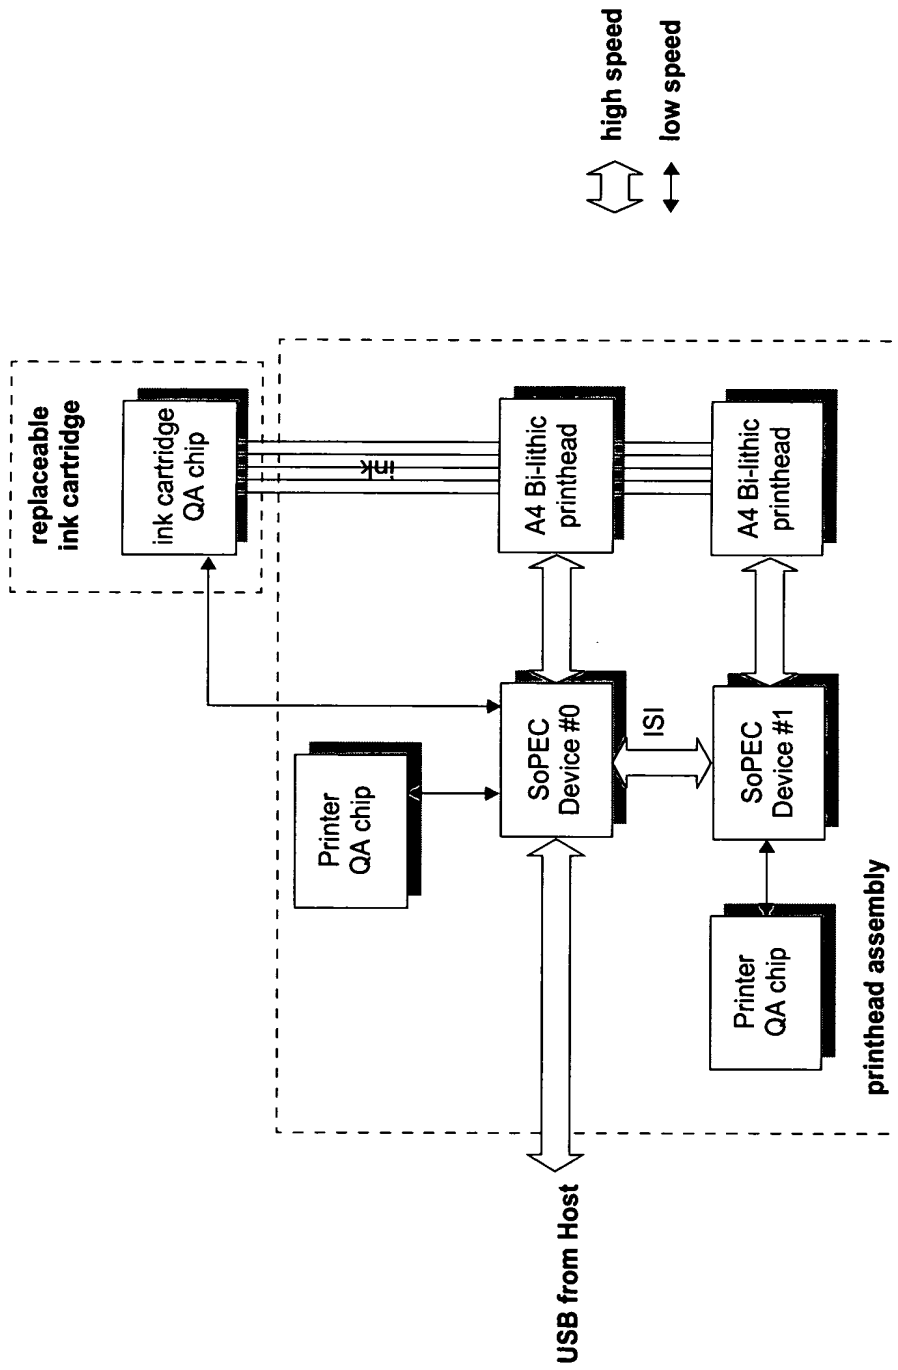 replaceable
ink cartridge
ink cartridge
QA chip
ink
Printer
QA chip
USB from Host
SoPEC
Device #0
A4 Bi-lithic
printhead
ISI
Printer
QA chip
SoPEC
Device #1
A4 Bi-lithic
printhead
printhead assembly
high speed
low speed